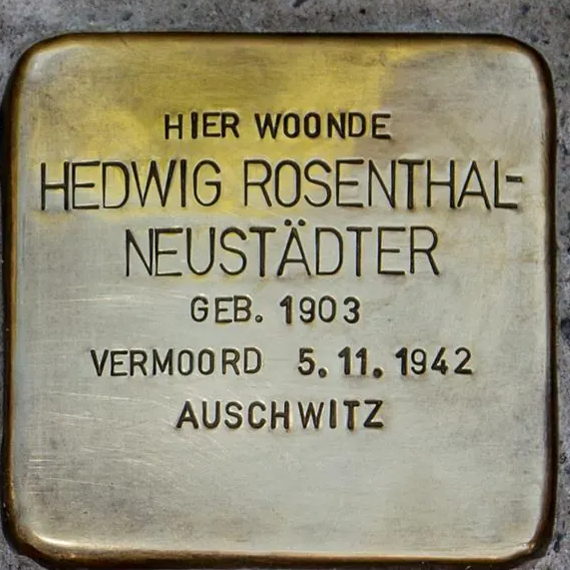 HIER WOONDE
HEDWIG ROSENTHAL-
NEUSTÄDTER
GEB. 1903
VERMOORD 5.11.1942
AUSCHWITZ